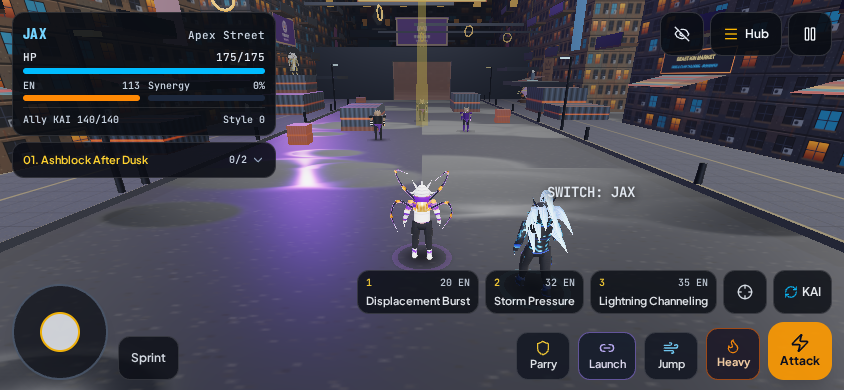 JAX Apex Street
HP 175/175
EN 113 Synergy 0%
Ally KAI 140/140 Style 0
01. Ashblock After Dusk 0/2
Hub
SWITCH: JAX
1 20 EN
Displacement Burst
2 32 EN
Storm Pressure
3 35 EN
Lightning Channeling
KAI
Sprint
Parry
Launch
Jump
Heavy
Attack